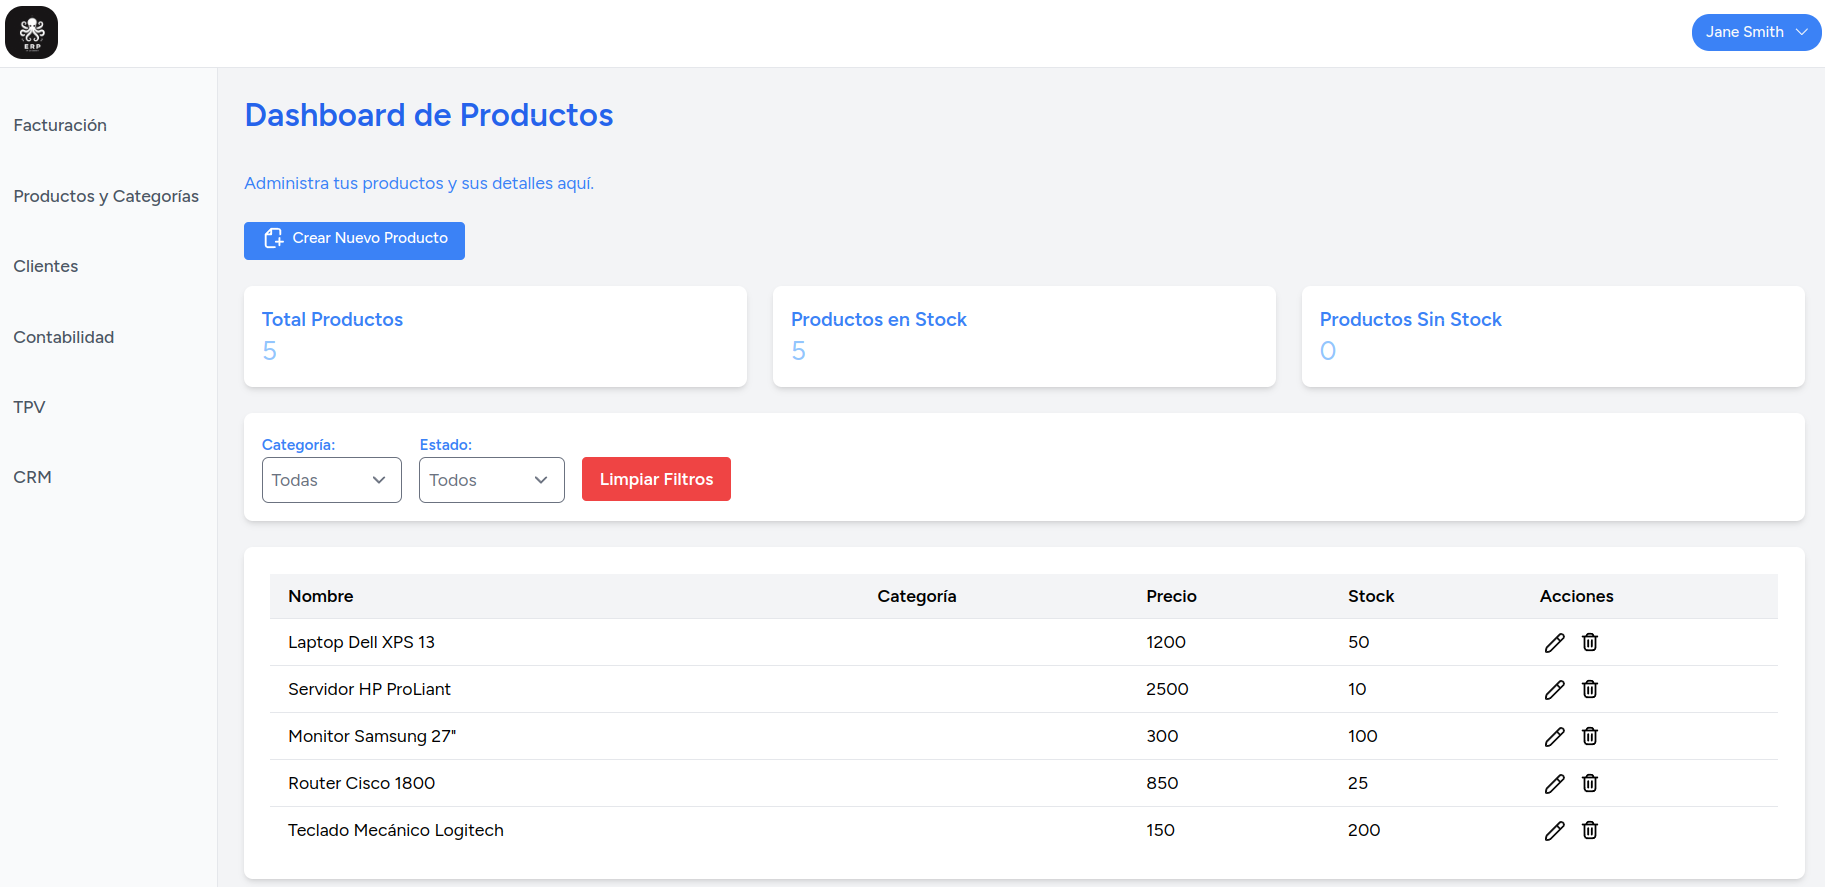 ERP
Jane Smith
Facturación
Productos y Categorías
Clientes
Contabilidad
TPV
CRM
Dashboard de Productos
Administra tus productos y sus detalles aquí.
Crear Nuevo Producto
Total Productos
5
Productos en Stock
5
Productos Sin Stock
0
Categoría:
Todas
Estado:
Todos
Limpiar Filtros
Nombre Categoría Precio Stock Acciones
Laptop Dell XPS 13 1200 50
Servidor HP ProLiant 2500 10
Monitor Samsung 27" 300 100
Router Cisco 1800 850 25
Teclado Mecánico Logitech 150 200